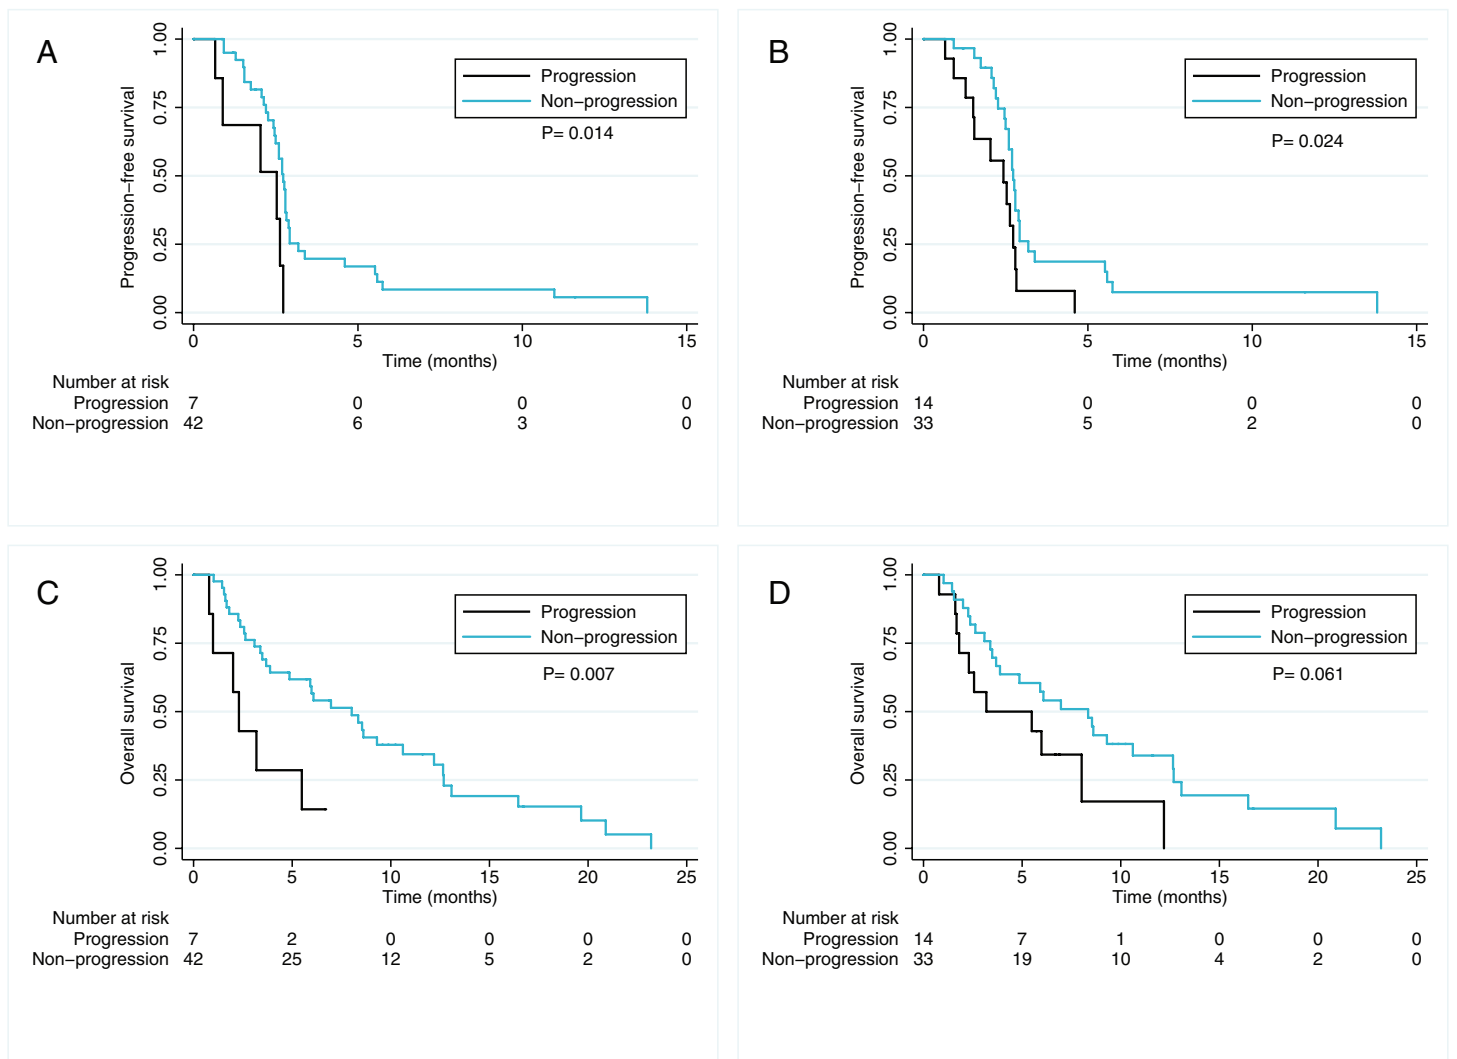 A
Progression
Non−progression
P= 0.014
Progression−free survival
1.00
0.75
0.50
0.25
0.00
0 5 10 15
Time (months)
Number at risk
Progression 7 0 0 0
Non−progression 42 6 3 0
B
Progression
Non−progression
P= 0.024
Progression−free survival
1.00
0.75
0.50
0.25
0.00
0 5 10 15
Time (months)
Number at risk
Progression 14 0 0 0
Non−progression 33 5 2 0
C
Progression
Non−progression
P= 0.007
Overall survival
1.00
0.75
0.50
0.25
0.00
0 5 10 15 20 25
Time (months)
Number at risk
Progression 7 2 0 0 0 0
Non−progression 42 25 12 5 2 0
D
Progression
Non−progression
P= 0.061
Overall survival
1.00
0.75
0.50
0.25
0.00
0 5 10 15 20 25
Time (months)
Number at risk
Progression 14 7 1 0 0 0
Non−progression 33 19 10 4 2 0